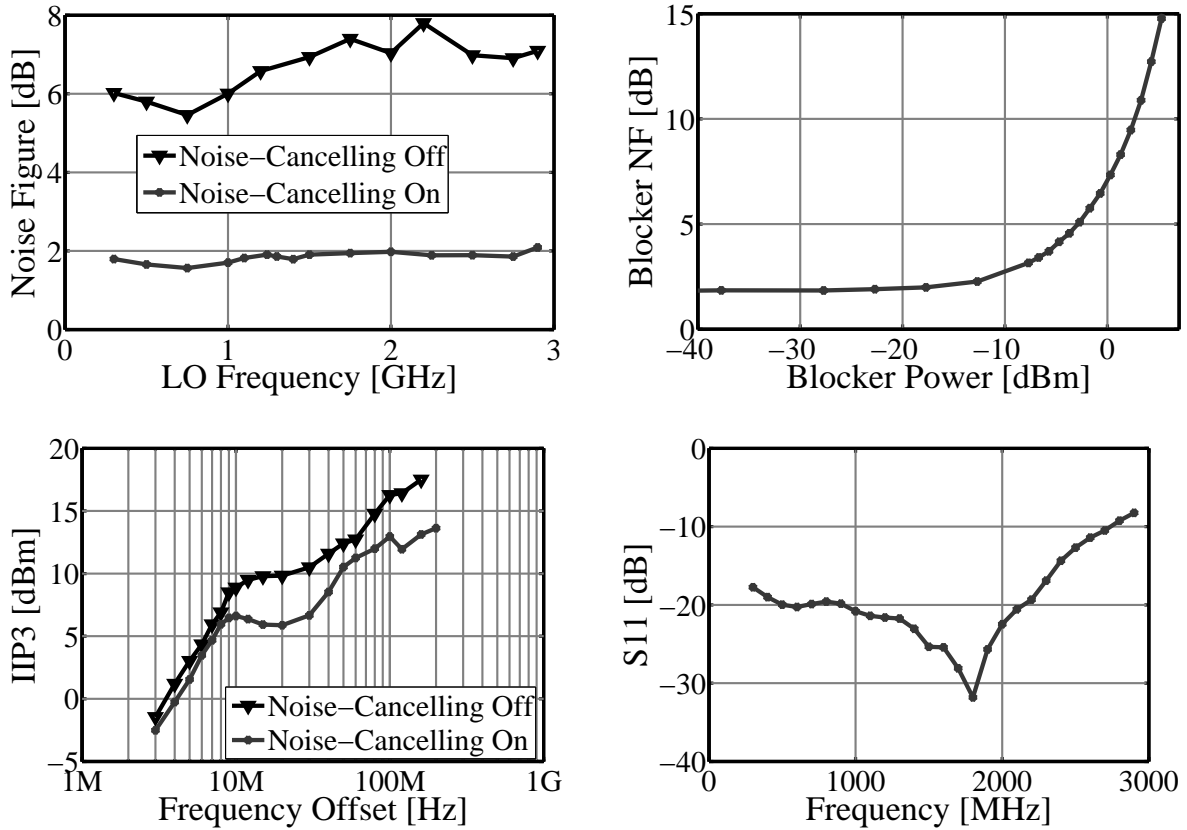 Noise Figure [dB]
8
6
4
2
0
Noise−Cancelling Off
Noise−Cancelling On
0
1
2
3
LO Frequency [GHz]
Blocker NF [dB]
15
10
5
0
−40
−30
−20
−10
0
Blocker Power [dBm]
IIP3 [dBm]
20
15
10
5
0
−5
Noise−Cancelling Off
Noise−Cancelling On
1M
10M
100M
1G
Frequency Offset [Hz]
S11 [dB]
0
−10
−20
−30
−40
0
1000
2000
3000
Frequency [MHz]